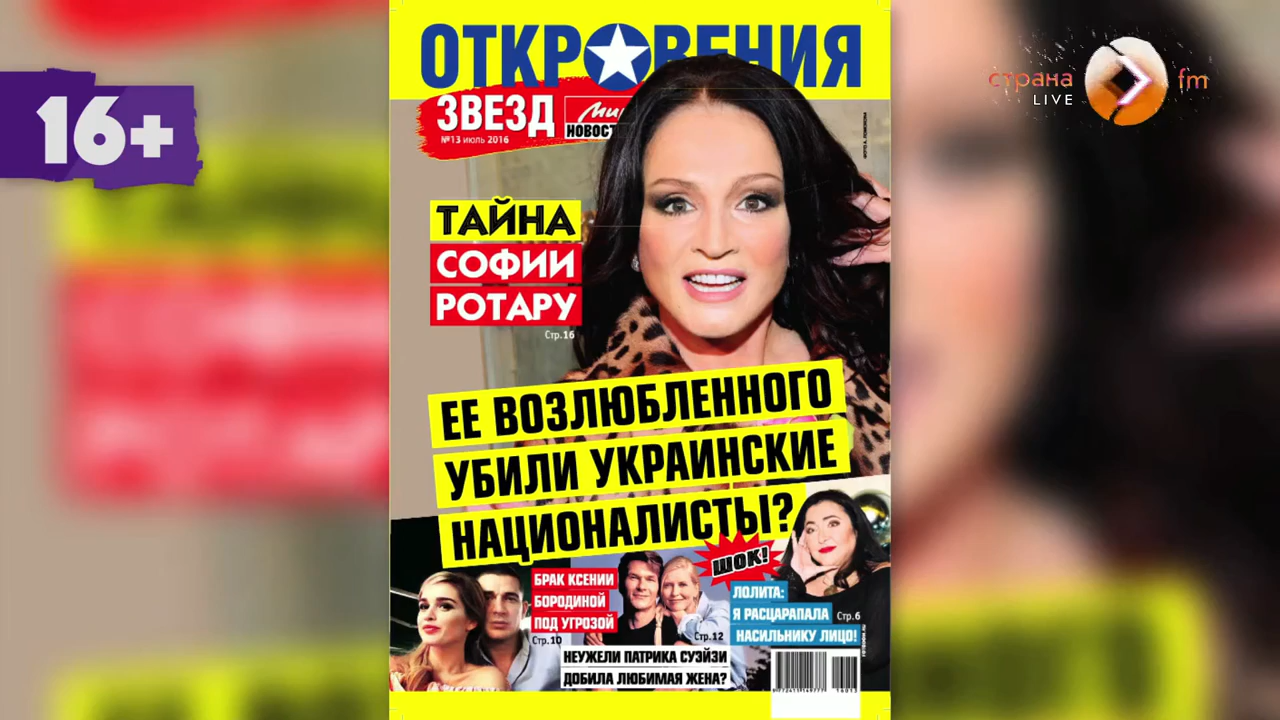 16+
страна fm
LIVE
ОТКРОВЕНИЯ
ЗВЕЗД
Ми
НОВОСТ
№13 июль 2016
ТАЙНА
СОФИИ
РОТАРУ
Стр. 16
ЕЕ ВОЗЛЮБЛЕННОГО
УБИЛИ УКРАИНСКИЕ
НАЦИОНАЛИСТЫ?
БРАК КСЕНИИ
БОРОДИНОЙ
ПОД УГРОЗОЙ
Стр. 10
НЕУЖЕЛИ ПАТРИКА СУЭЙЗИ
ДОБИЛА ЛЮБИМАЯ ЖЕНА?
Стр. 12
ШОК!
ЛОЛИТА:
Я РАСЦАРАПАЛА
НАСИЛЬНИКУ ЛИЦО!
Стр. 6